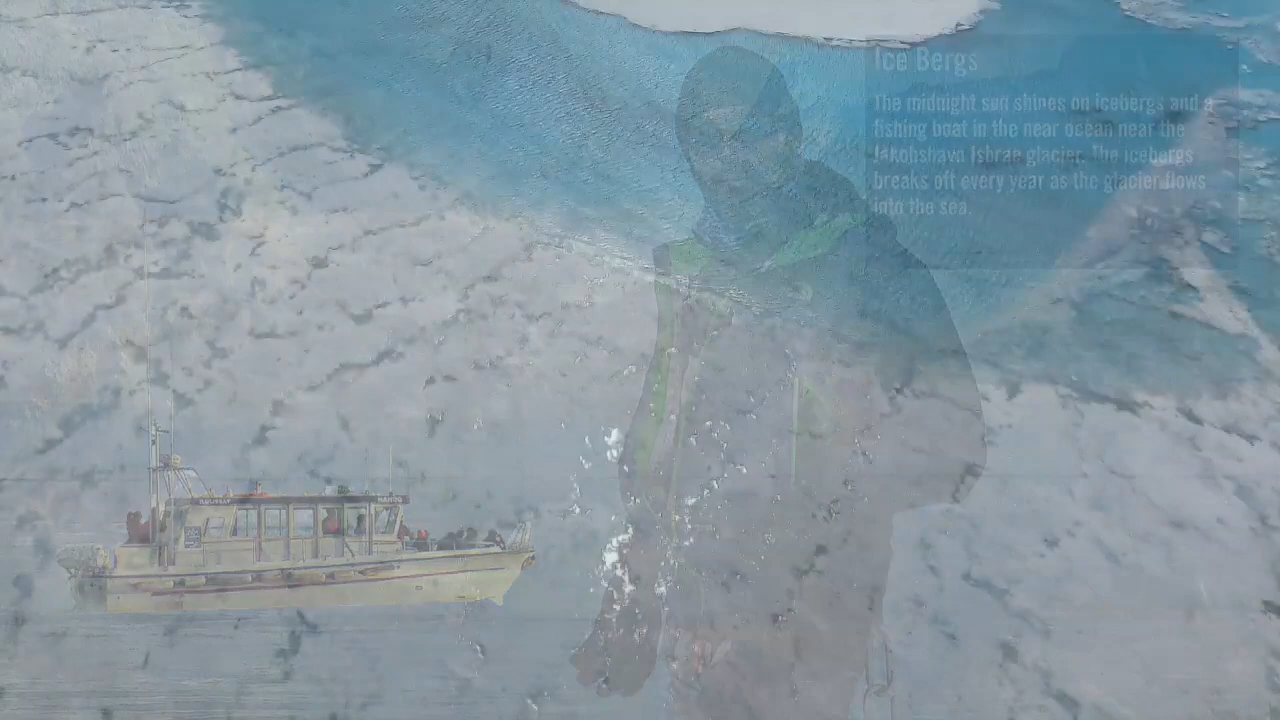 Ice Bergs
The midnight sun shines on icebergs and a
fishing boat in the near ocean near the
Jakobshavn Isbrae glacier. The icebergs
breaks off every year as the glacier flows
into the sea.